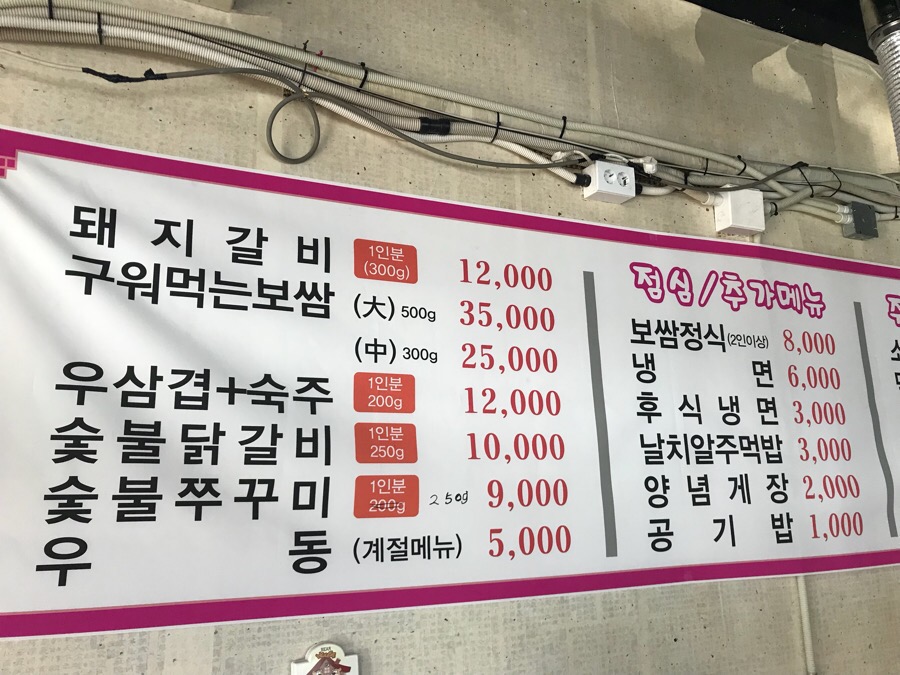 돼지갈비 1인분 (300g) 12,000
구워먹는보쌈 (大) 500g 35,000
(中) 300g 25,000
우삼겹+숙주 1인분 200g 12,000
숯불닭갈비 1인분 250g 10,000
숯불쭈꾸미 1인분 200g 250g 9,000
우동 (계절메뉴) 5,000
점심/추가메뉴
보쌈정식 (2인이상) 8,000
냉면 6,000
후식냉면 3,000
날치알주먹밥 3,000
양념게장 2,000
공기밥 1,000